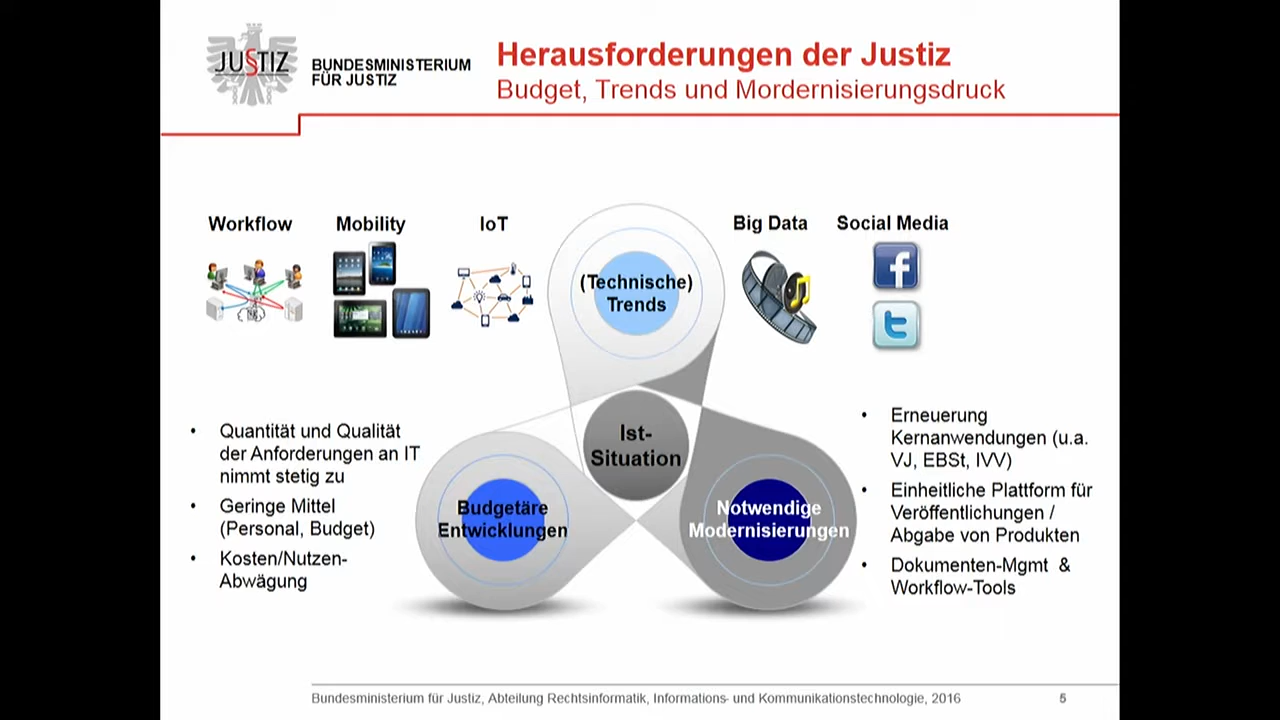 JUSTIZ
BUNDESMINISTERIUM
FÜR JUSTIZ
Herausforderungen der Justiz
Budget, Trends und Mordernisierungsdruck
Workflow
Mobility
IoT
(Technische)
Trends
Big Data
Social Media
Ist-
Situation
• Quantität und Qualität
der Anforderungen an IT
nimmt stetig zu
• Geringe Mittel
(Personal, Budget)
• Kosten/Nutzen-
Abwägung
Budgetäre
Entwicklungen
Notwendige
Modernisierungen
• Erneuerung
Kernanwendungen (u.a.
VJ, EBSt, IVV)
• Einheitliche Plattform für
Veröffentlichungen /
Abgabe von Produkten
• Dokumenten-Mgmt &
Workflow-Tools
Bundesministerium für Justiz, Abteilung Rechtsinformatik, Informations- und Kommunikationstechnologie, 2016
5